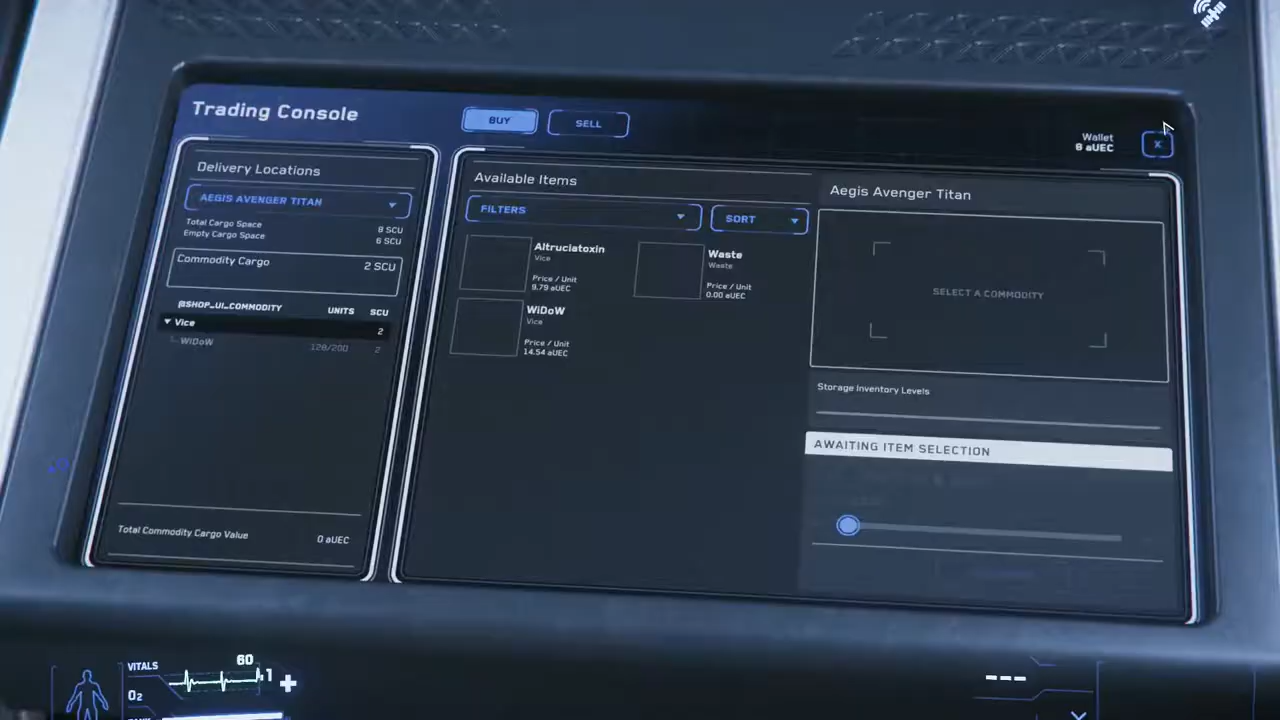 Trading Console
BUY
SELL
Wallet
8 aUEC
X
Delivery Locations
AEGIS AVENGER TITAN
Total Cargo Space 8 SCU
Empty Cargo Space 6 SCU
Commodity Cargo 2 SCU
@SHOP_UI_COMMODITY UNITS SCU
Vice 2
WiDoW 128/200 2
Total Commodity Cargo Value 0 aUEC
Available Items
FILTERS
SORT
Altruciatoxin
Vice
Price / Unit
9.79 aUEC
Waste
Waste
Price / Unit
0.00 aUEC
WiDoW
Vice
Price / Unit
14.54 aUEC
Aegis Avenger Titan
SELECT A COMMODITY
Storage Inventory Levels
AWAITING ITEM SELECTION
VITALS
60
O2